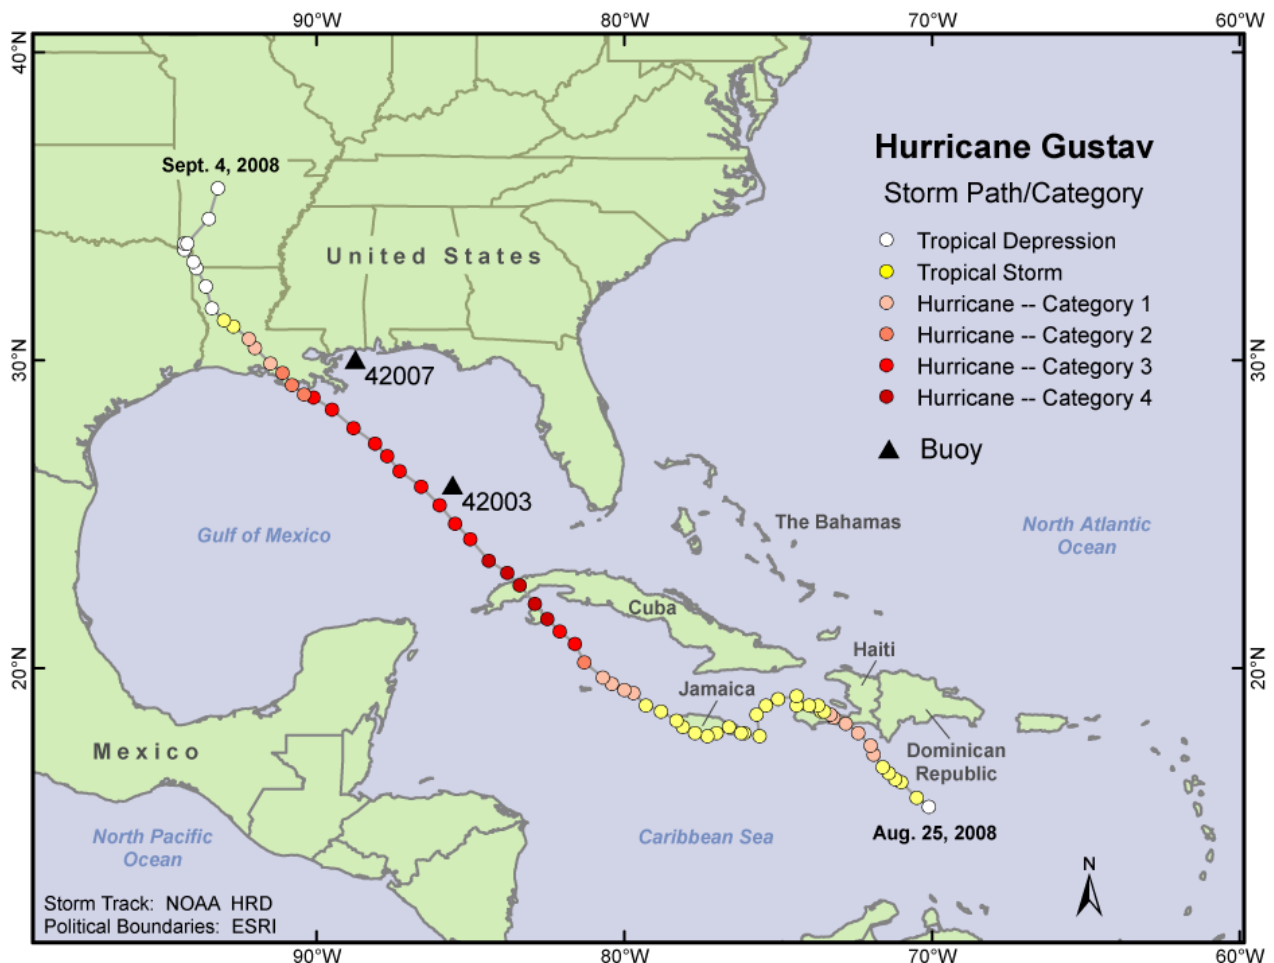 90°W 80°W 70°W 60°W
40°N
Hurricane Gustav
Sept. 4, 2008
Storm Path/Category
Tropical Depression
United States
Tropical Storm
Hurricane -- Category 1
Hurricane -- Category 2
30°N 30°N
42007
Hurricane -- Category 3
Hurricane -- Category 4
Buoy
42003
The Bahamas
North Atlantic
Ocean
Gulf of Mexico
Cuba
Haiti
20°N 20°N
Jamaica
Mexico
Dominican
Republic
Aug. 25, 2008
North Pacific
Ocean
Caribbean Sea
N
Storm Track: NOAA HRD
Political Boundaries: ESRI
90°W 80°W 70°W 60°W